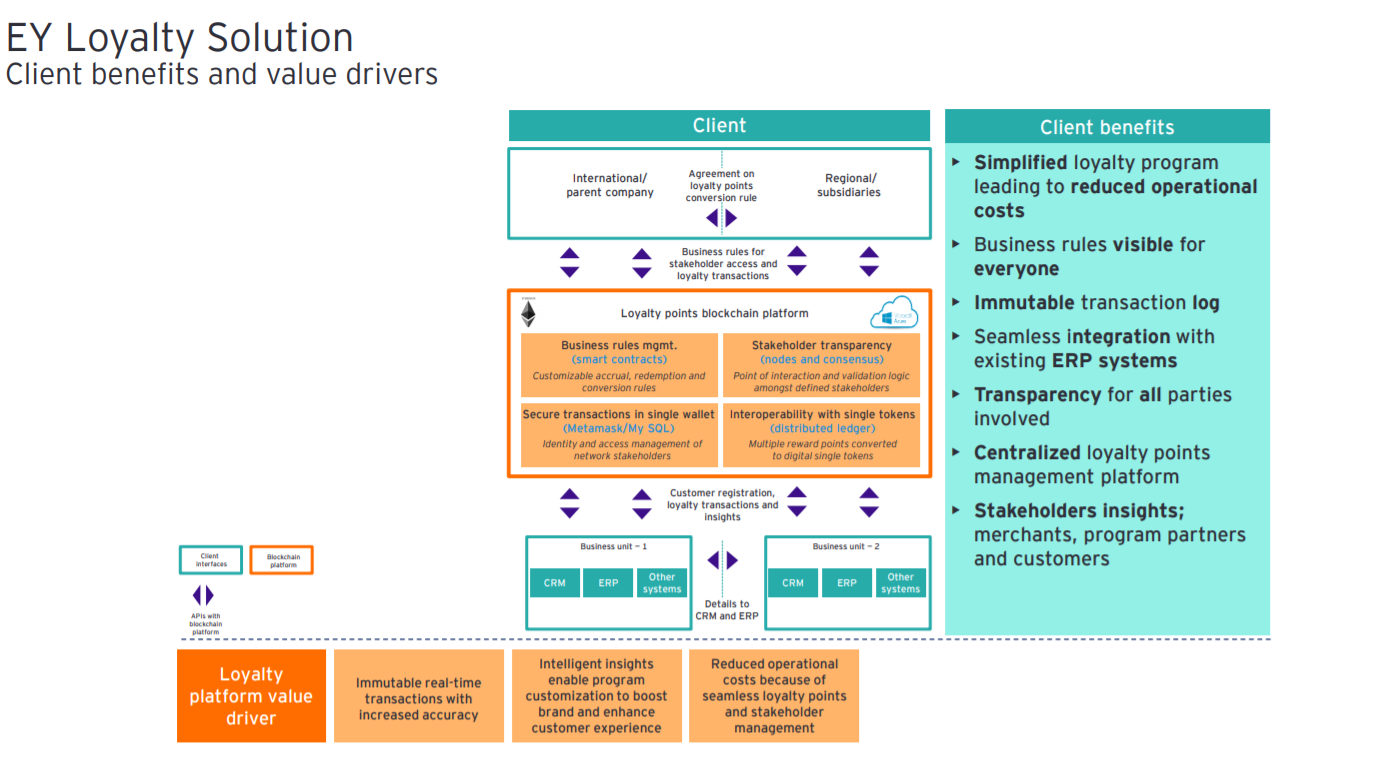 EY Loyalty Solution
Client benefits and value drivers
Client
International/
parent company
Agreement on
loyalty points
conversion rule
Regional/
subsidiaries
Business rules for
stakeholder access and
loyalty transactions
Loyalty points blockchain platform
Business rules mgmt.
(smart contracts)
Customizable accrual, redemption and
conversion rules
Stakeholder transparency
(nodes and consensus)
Point of interaction and validation logic
amongst defined stakeholders
Secure transactions in single wallet
(Metamask/My SQL)
Identity and access management of
network stakeholders
Interoperability with single tokens
(distributed ledger)
Multiple reward points converted
to digital single tokens
Customer registration,
loyalty transactions and
insights
Business unit – 1
CRM
ERP
Other
systems
Details to
CRM and ERP
Business unit – 2
CRM
ERP
Other
systems
Client benefits
‣ Simplified loyalty program
leading to reduced operational
costs
‣ Business rules visible for
everyone
‣ Immutable transaction log
‣ Seamless integration with
existing ERP systems
‣ Transparency for all parties
involved
‣ Centralized loyalty points
management platform
‣ Stakeholders insights;
merchants, program partners
and customers
Client
interfaces
Blockchain
platform
APIs with
blockchain
platform
Loyalty
platform value
driver
Immutable real-time
transactions with
increased accuracy
Intelligent insights
enable program
customization to boost
brand and enhance
customer experience
Reduced operational
costs because of
seamless loyalty points
and stakeholder
management